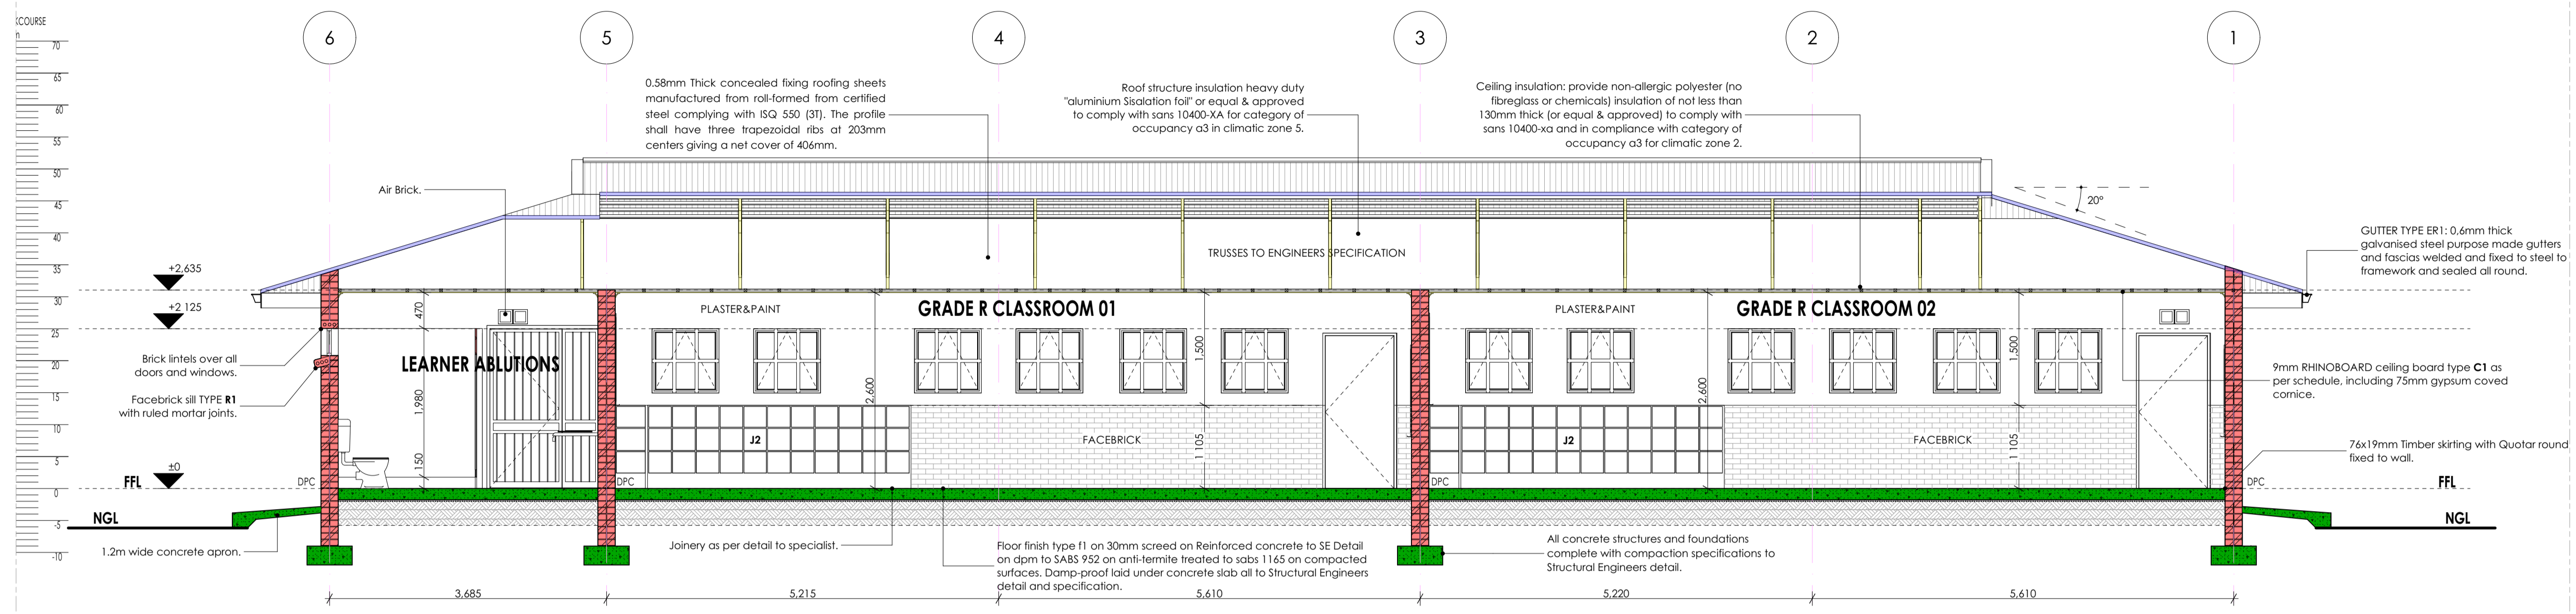 KCOURSE
6
5
4
3
2
1
70
65
60
55
50
45
40
35
30
25
20
15
10
5
0
-5
-10
0.58mm Thick concealed fixing roofing sheets
manufactured from roll-formed from certified
steel complying with ISQ 550 (3T). The profile
shall have three trapezoidal ribs at 203mm
centers giving a net cover of 406mm.
Roof structure insulation heavy duty
"aluminium Sisalation foil" or equal & approved
to comply with sans 10400-XA for category of
occupancy a3 in climatic zone 5.
Ceiling insulation: provide non-allergic polyester (no
fibreglass or chemicals) insulation of not less than
130mm thick (or equal & approved) to comply with
sans 10400-xa and in compliance with category of
occupancy a3 for climatic zone 2.
Air Brick.
20°
GUTTER TYPE ER1: 0,6mm thick
galvanised steel purpose made gutters
and fascias welded and fixed to steel to
framework and sealed all round.
TRUSSES TO ENGINEERS SPECIFICATION
+2,635
+2 125
±0
470
1,980
150
PLASTER&PAINT
GRADE R CLASSROOM 01
PLASTER&PAINT
GRADE R CLASSROOM 02
LEARNER ABLUTIONS
Brick lintels over all
doors and windows.
Facebrick sill TYPE R1
with ruled mortar joints.
2,600
1,500
1 105
2,600
1,500
1 105
J2
FACEBRICK
J2
FACEBRICK
9mm RHINOBOARD ceiling board type C1 as
per schedule, including 75mm gypsum coved
cornice.
76x19mm Timber skirting with Quotar round
fixed to wall.
FFL
DPC
DPC
DPC
DPC
FFL
NGL
NGL
1.2m wide concrete apron.
Joinery as per detail to specialist.
Floor finish type f1 on 30mm screed on Reinforced concrete to SE Detail
on dpm to SABS 952 on anti-termite treated to sabs 1165 on compacted
surfaces. Damp-proof laid under concrete slab all to Structural Engineers
detail and specification.
All concrete structures and foundations
complete with compaction specifications to
Structural Engineers detail.
3,685
5,215
5,610
5,220
5,610